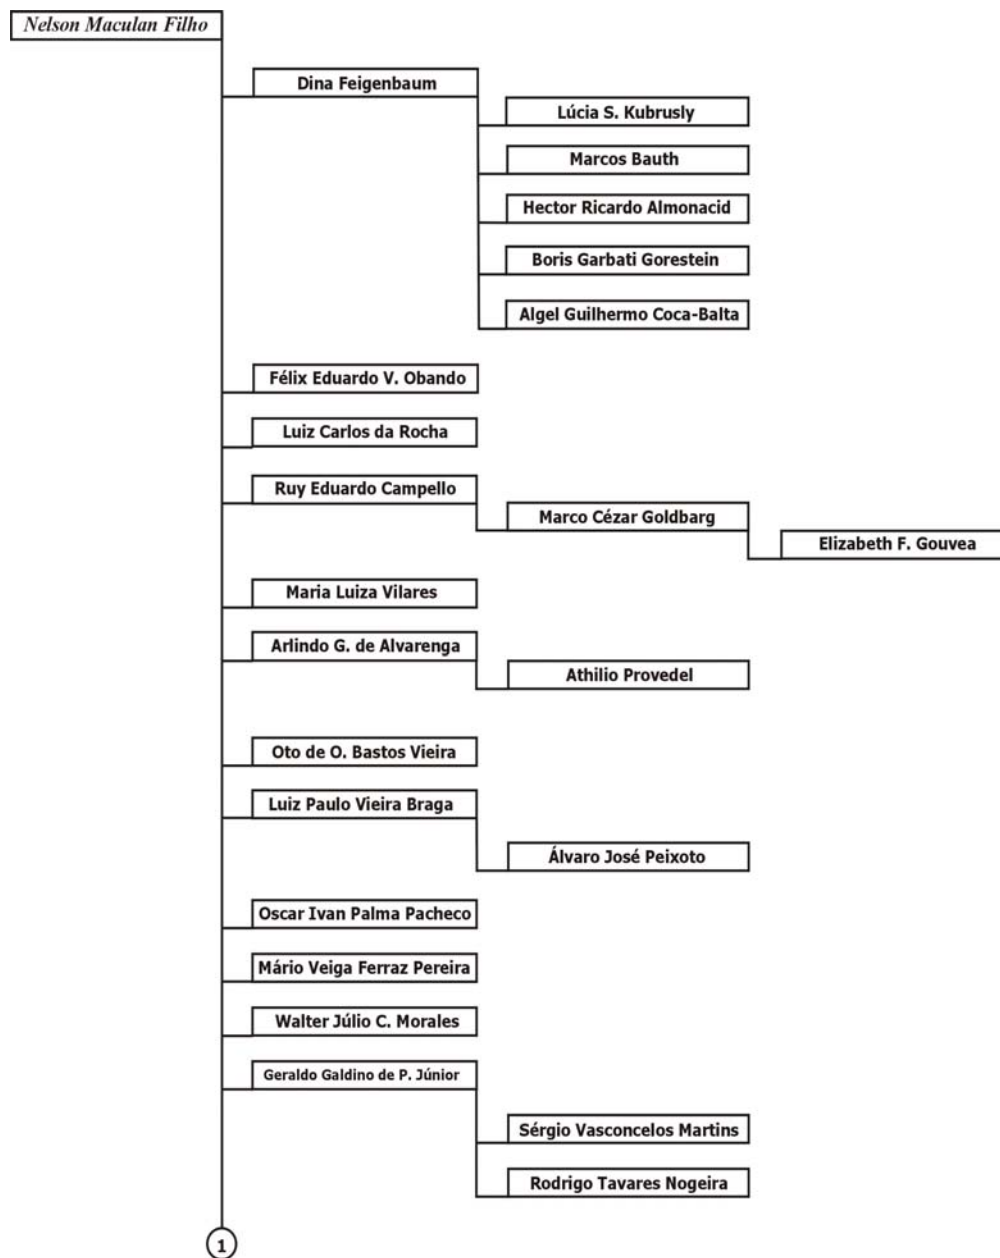 Nelson Maculan Filho
Dina Feigenbaum
Lúcia S. Kubrusly
Marcos Bauth
Hector Ricardo Almonacid
Boris Garbati Gorestein
Algel Guilhermo Coca-Balta
Félix Eduardo V. Obando
Luiz Carlos da Rocha
Ruy Eduardo Campello
Marco Cézar Goldbarg
Elizabeth F. Gouvea
Maria Luiza Vilares
Arlindo G. de Alvarenga
Athilio Provedel
Oto de O. Bastos Vieira
Luiz Paulo Vieira Braga
Álvaro José Peixoto
Oscar Ivan Palma Pacheco
Mário Veiga Ferraz Pereira
Walter Júlio C. Morales
Geraldo Galdino de P. Júnior
Sérgio Vasconcelos Martins
Rodrigo Tavares Nogeira
1